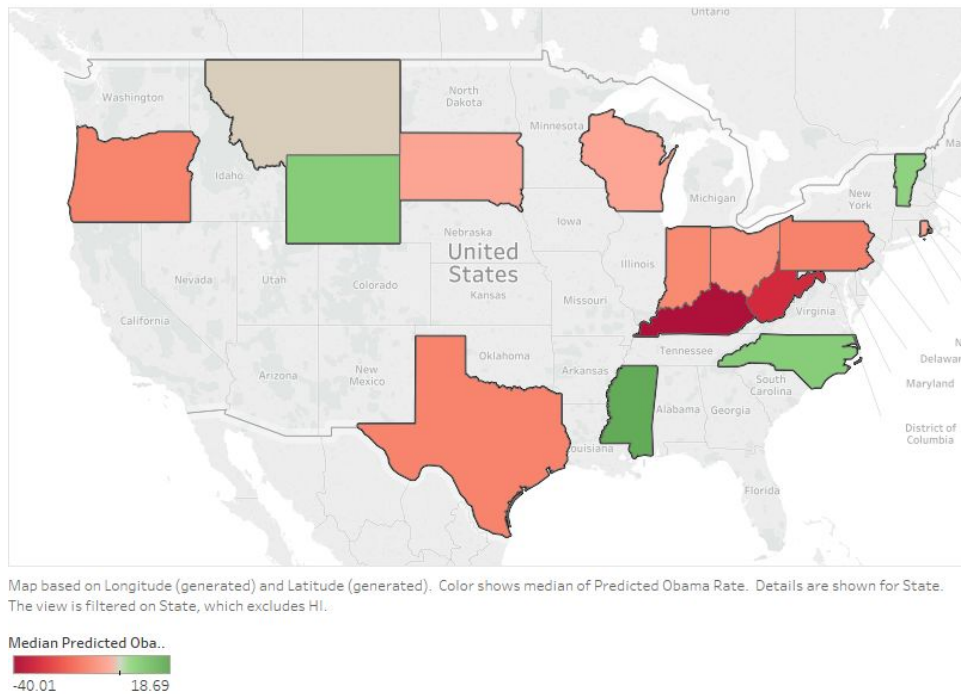 Ontario
Washington
North
Dakota
Minnesota
Ma
Idaho
Michigan
New
York
Iowa
Nebraska
United
States
Nevada
Utah
Colorado
Kansas
Illinois
Missouri
Virginia
California
Tennessee
N
Delawar
Oklahoma
Arizona
New
Mexico
Arkansas
South
Carolina
Maryland
Alabama
Georgia
District of
Columbia
ouisiana
Florida
Map based on Longitude (generated) and Latitude (generated). Color shows median of Predicted Obama Rate. Details are shown for State.
The view is filtered on State, which excludes HI.
Median Predicted Oba..
-40.01 18.69